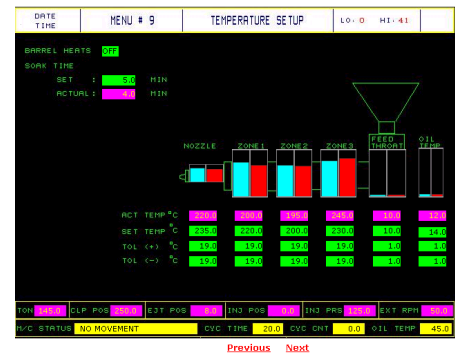 DATE TIME MENU # 9 TEMPERATURE SETUP LO: 0 HI: 41
BARREL HEATS OFF
SOAK TIME
SET : 5.0 MIN
ACTUAL : 4.0 MIN
NOZZLE ZONE1 ZONE2 ZONE3 FEED THROAT OIL TEMP
ACT TEMP °C 220.0 200.0 195.0 245.0 10.0 12.0
SET TEMP °C 235.0 220.0 200.0 230.0 10.0 14.0
TOL (+) °C 19.0 19.0 19.0 19.0 1.0 1.0
TOL (-) °C 19.0 19.0 19.0 19.0 1.0 1.0
TON 145.0 CLP POS 250.0 EJT POS 8.0 INJ POS 0.0 INJ PRS 125.0 EXT RPM 50.0
M/C STATUS NO MOVEMENT CYC TIME 20.0 CYC CNT 0.0 OIL TEMP 45.0
Previous Next